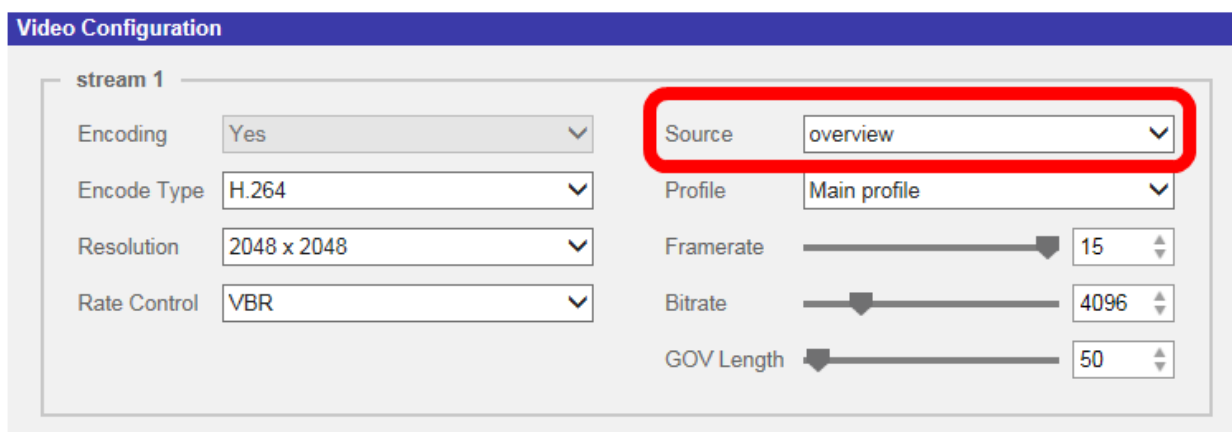 Video Configuration
stream 1
Encoding Yes Source overview
Encode Type H.264 Profile Main profile
Resolution 2048 x 2048 Framerate 15
Rate Control VBR Bitrate 4096
GOV Length 50